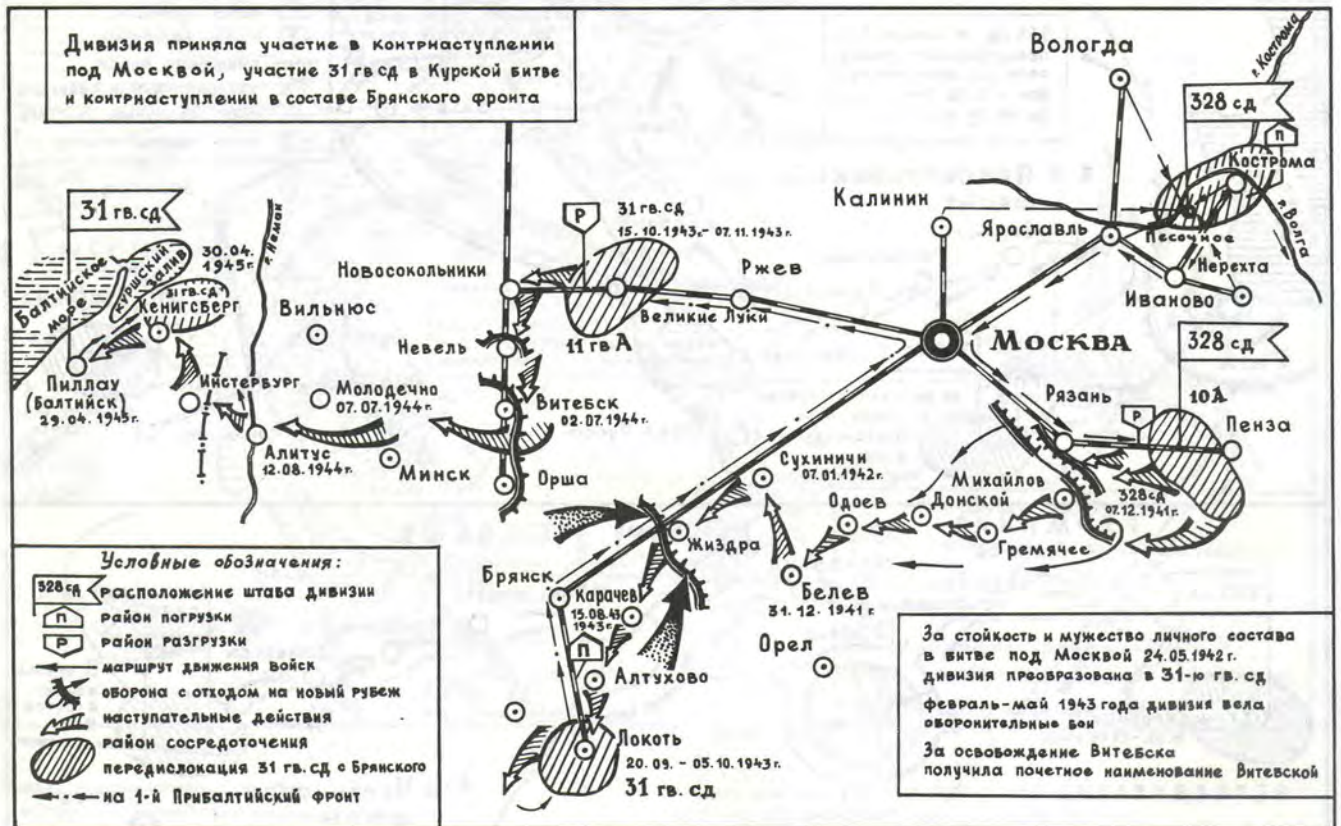 Дивизия приняла участие в контрнаступлении
под Москвой, участие 31 гв сд в Курской битве
и контрнаступлении в составе Брянского фронта
Вологда
г. Кострома
328 сд
П
Кострома
р. Волга
Песочное
Нерехта
Иваново
Ярославль
Калинин
МОСКВА
328 сд
10 А
Рязань
Р
Пенза
328 сд
07.12.1941 г.
31 гв. сд
Балтийское
море
Куршский
залив
30.04.
1945 г.
31 гв. сд
Кенигсберг
Пиллау
(Балтийск)
29.04. 1945 г.
Инстербург
р. Неман
Вильнюс
Молодечно
07.07.1944 г.
Алитус
12.08.1944 г.
Минск
Новосокольники
Р
31 гв.сд
15.10.1943 г. - 07.11.1943 г.
Ржев
Великие Луки
11 гв А
Невель
Витебск
02.07.1944 г.
Орша
Сухиничи
07.01.1942 г.
Одоев
Донской
Михайлов
Гремячее
Белев
31.12.1941 г.
Орел
Жиздра
Брянск
Карачев
15.08.43
1943 г.
П
Алтухово
Локоть
20.09. - 05.10.1943 г.
31 гв. сд
Условные обозначения:
328 сд расположение штаба дивизии
П район погрузки
Р район разгрузки
маршрут движения войск
оборона с отходом на новый рубеж
наступательные действия
район сосредоточения
передислокация 31 гв. сд с Брянского
на 1-й Прибалтийский фронт
За стойкость и мужество личного состава
в битве под Москвой 24.05.1942 г.
дивизия преобразована в 31-ю гв. сд
февраль-май 1943 года дивизия вела
оборонительные бои
За освобождение Витебска
получила почетное наименование Витебской